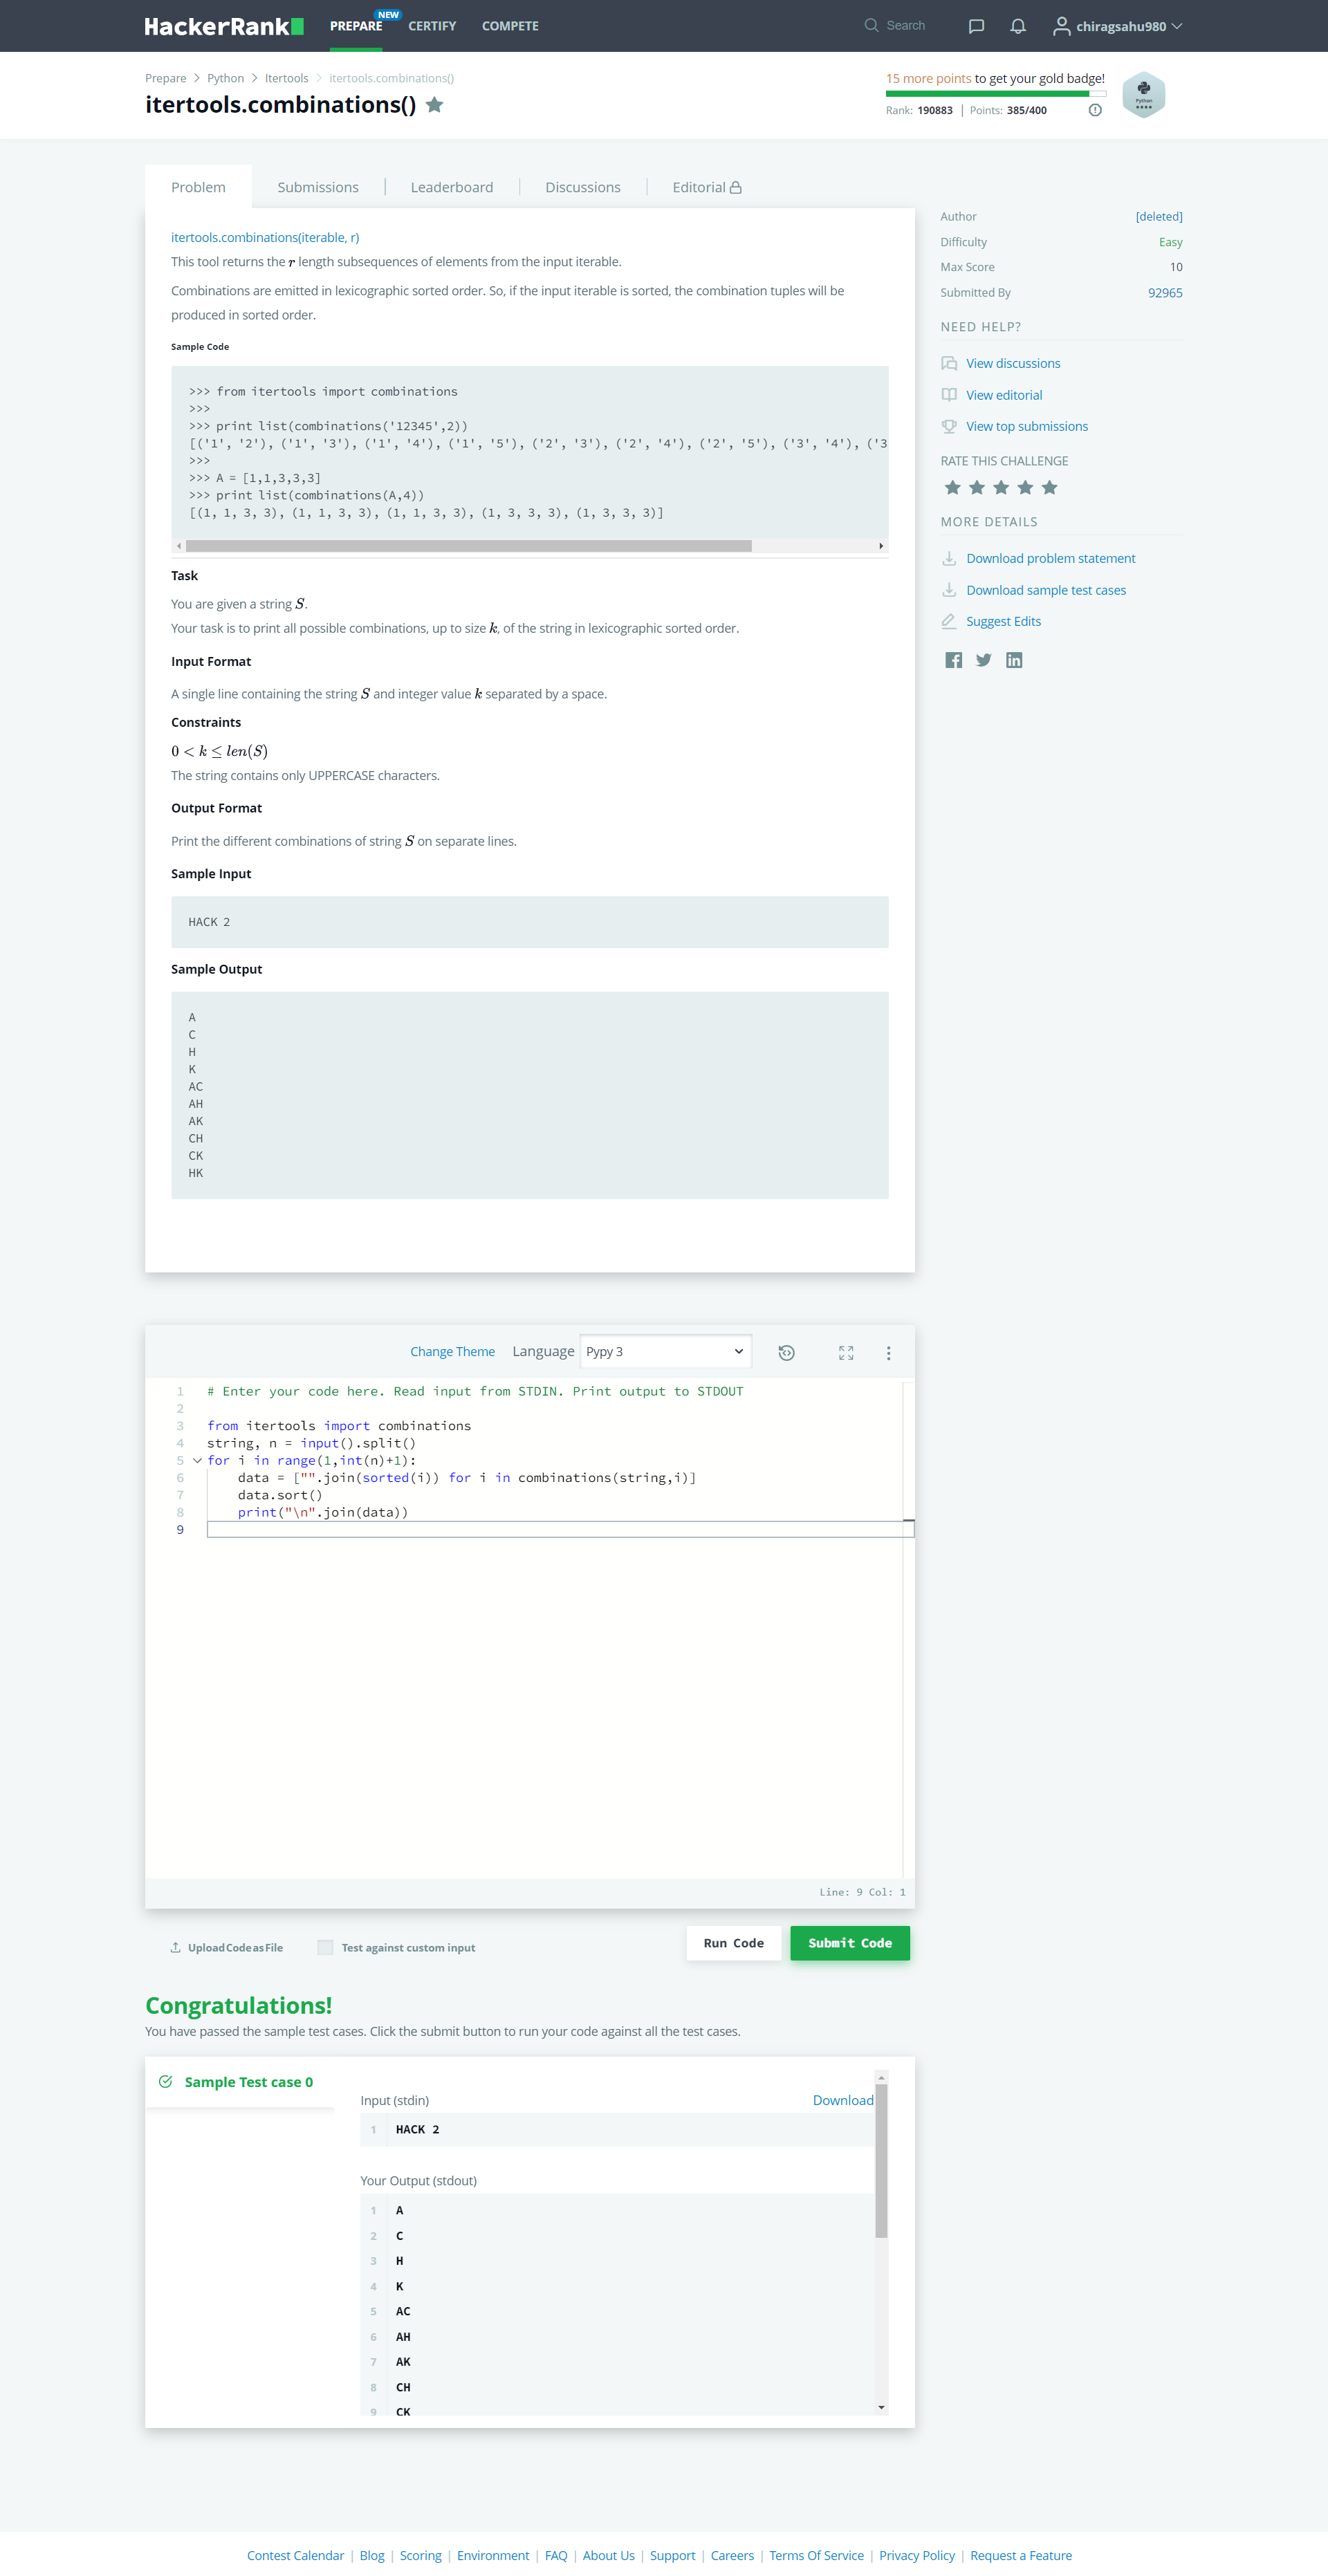 HackerRank
PREPARE
NEW
CERTIFY
COMPETE
Search
chiragsahu980
Prepare > Python > Itertools > itertools.combinations()
itertools.combinations()
15 more points to get your gold badge!
Rank: 190883 | Points: 385/400
Python
Problem
Submissions
Leaderboard
Discussions
Editorial
itertools.combinations(iterable, r)
This tool returns the r length subsequences of elements from the input iterable.
Combinations are emitted in lexicographic sorted order. So, if the input iterable is sorted, the combination tuples will be
produced in sorted order.
Sample Code
>>> from itertools import combinations
>>>
>>> print list(combinations('12345',2))
[('1', '2'), ('1', '3'), ('1', '4'), ('1', '5'), ('2', '3'), ('2', '4'), ('2', '5'), ('3', '4'), ('3
>>>
>>> A = [1,1,3,3,3]
>>> print list(combinations(A,4))
[(1, 1, 3, 3), (1, 1, 3, 3), (1, 1, 3, 3), (1, 3, 3, 3), (1, 3, 3, 3)]
Task
You are given a string S.
Your task is to print all possible combinations, up to size k, of the string in lexicographic sorted order.
Input Format
A single line containing the string S and integer value k separated by a space.
Constraints
0 < k ≤ len(S)
The string contains only UPPERCASE characters.
Output Format
Print the different combinations of string S on separate lines.
Sample Input
HACK 2
Sample Output
A
C
H
K
AC
AH
AK
CH
CK
HK
Author [deleted]
Difficulty Easy
Max Score 10
Submitted By 92965
NEED HELP?
View discussions
View editorial
View top submissions
RATE THIS CHALLENGE
MORE DETAILS
Download problem statement
Download sample test cases
Suggest Edits
Change Theme
Language
Pypy 3
1 # Enter your code here. Read input from STDIN. Print output to STDOUT
2
3 from itertools import combinations
4 string, n = input().split()
5 for i in range(1,int(n)+1):
6     data = ["".join(sorted(i)) for i in combinations(string,i)]
7     data.sort()
8     print("\n".join(data))
9
Line: 9 Col: 1
Upload Code as File
Test against custom input
Run Code
Submit Code
Congratulations!
You have passed the sample test cases. Click the submit button to run your code against all the test cases.
Sample Test case 0
Input (stdin)
Download
1 HACK 2
Your Output (stdout)
1 A
2 C
3 H
4 K
5 AC
6 AH
7 AK
8 CH
9 CK
Contest Calendar | Blog | Scoring | Environment | FAQ | About Us | Support | Careers | Terms Of Service | Privacy Policy | Request a Feature